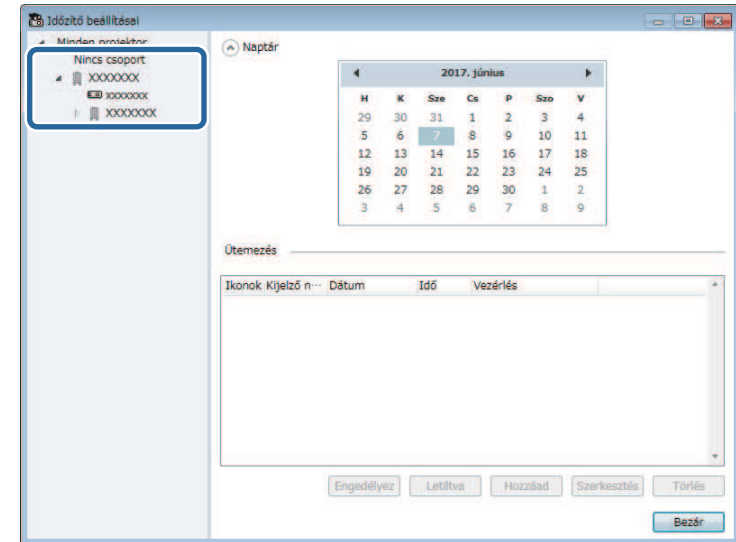 Időzítő beállításai
Minden projektor
Nincs csoport
XXXXXXX
XXXXXXX
XXXXXXX
Naptár
2017. június
H K Sze Cs P Szo V
29 30 31 1 2 3 4
5 6 7 8 9 10 11
12 13 14 15 16 17 18
19 20 21 22 23 24 25
26 27 28 29 30 1 2
3 4 5 6 7 8 9
Ütemezés
Ikonok Kijelző n··· Dátum Idő Vezérlés
Engedélyez Letiltva Hozzáad Szerkesztés Törlés
Bezár